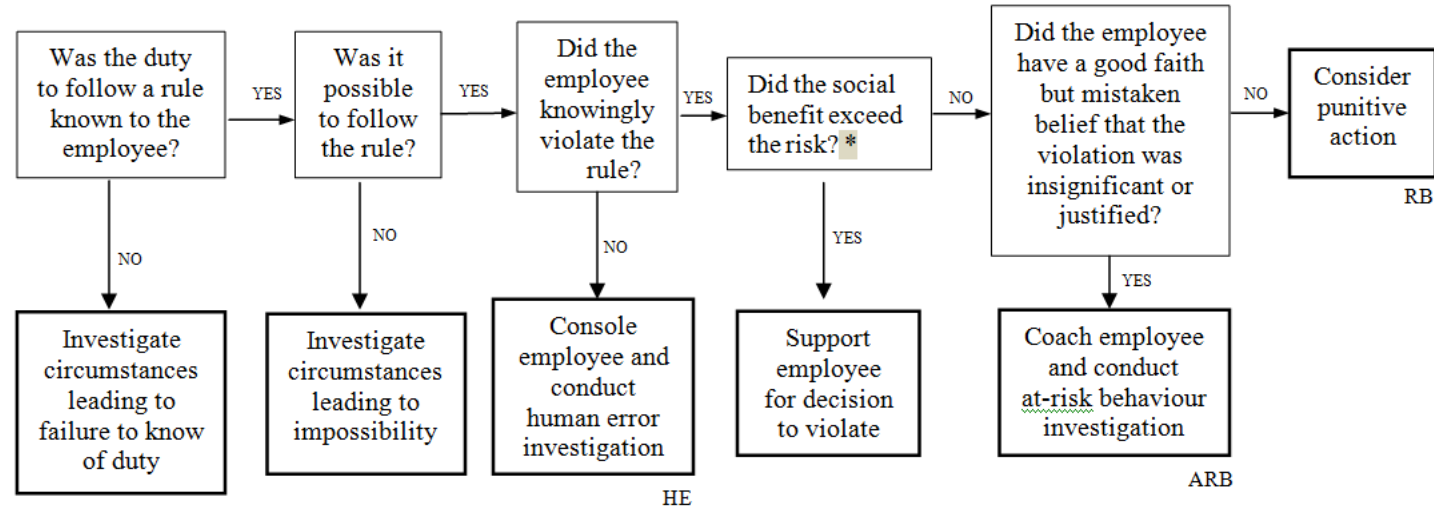 Was the duty
to follow a rule
known to the
employee?
YES
Was it
possible
to follow
the rule?
YES
Did the
employee
knowingly
violate the
rule?
YES
Did the social
benefit exceed
the risk? *
NO
Did the employee
have a good faith
but mistaken
belief that the
violation was
insignificant or
justified?
NO
Consider
punitive
action
RB
NO
NO
NO
YES
YES
Investigate
circumstances
leading to
failure to know
of duty
Investigate
circumstances
leading to
impossibility
Console
employee and
conduct
human error
investigation
HE
Support
employee
for decision
to violate
Coach employee
and conduct
at-risk behaviour
investigation
ARB